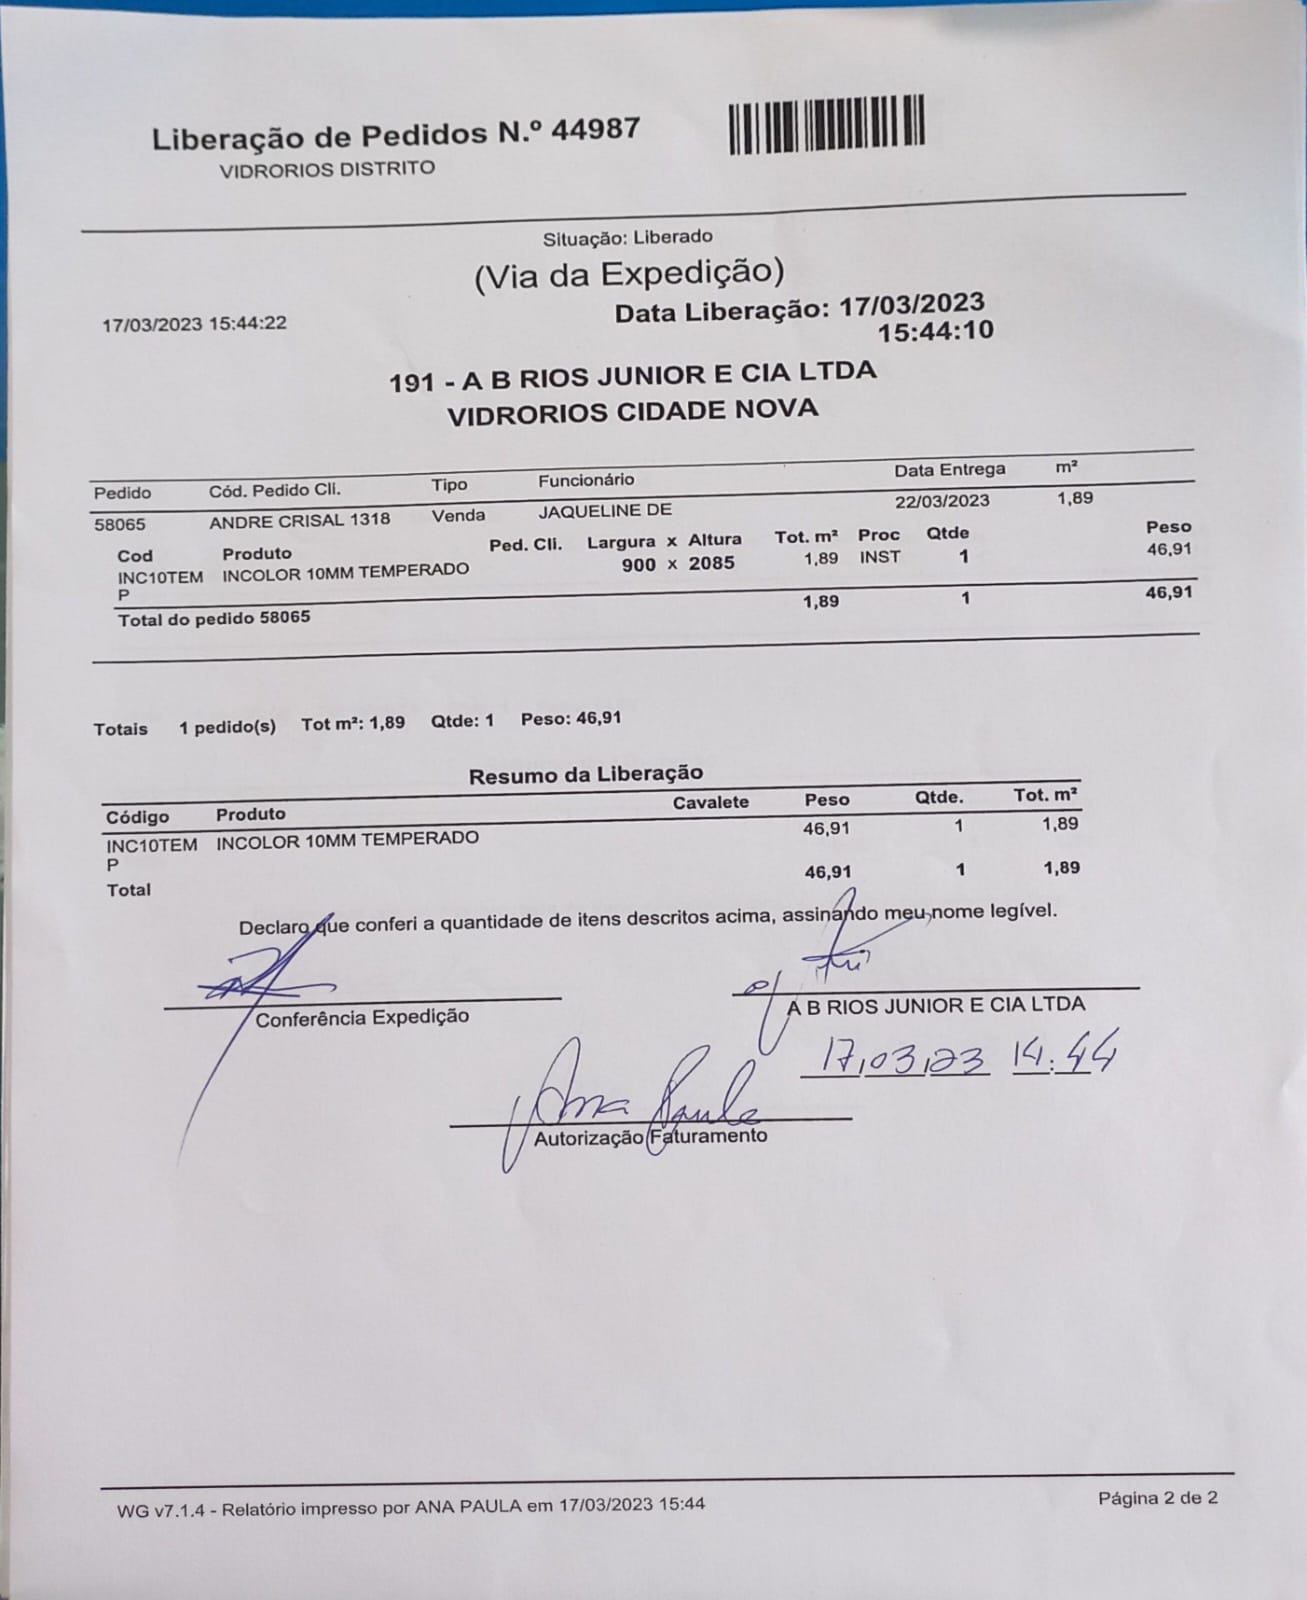 Liberação de Pedidos N.º 44987
VIDRORIOS DISTRITO
Situação: Liberado
(Via da Expedição)
17/03/2023 15:44:22
Data Liberação: 17/03/2023
15:44:10
191 - A B RIOS JUNIOR E CIA LTDA
VIDRORIOS CIDADE NOVA
Pedido Cód. Pedido Cli. Tipo Funcionário Data Entrega m²
58065 ANDRE CRISAL 1318 Venda JAQUELINE DE 22/03/2023 1,89
Cod Produto Ped. Cli. Largura x Altura Tot. m² Proc Qtde Peso
INC10TEM INCOLOR 10MM TEMPERADO 900 x 2085 1,89 INST 1 46,91
P
Total do pedido 58065 1,89 1 46,91
Totais 1 pedido(s) Tot m²: 1,89 Qtde: 1 Peso: 46,91
Resumo da Liberação
Código Produto Cavalete Peso Qtde. Tot. m²
INC10TEM INCOLOR 10MM TEMPERADO 46,91 1 1,89
P
Total 46,91 1 1,89
Declaro que conferi a quantidade de itens descritos acima, assinando meu nome legível.
Conferência Expedição
A B RIOS JUNIOR E CIA LTDA
17,03,23 14:44
Ana Paula
Autorização Faturamento
WG v7.1.4 - Relatório impresso por ANA PAULA em 17/03/2023 15:44
Página 2 de 2